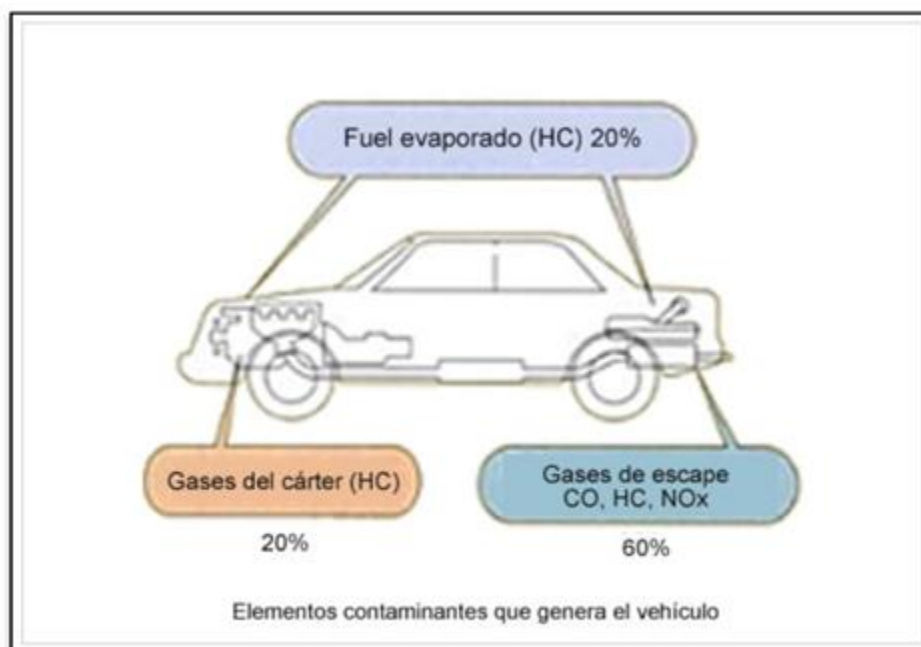 Fuel evaporado (HC) 20%
Gases del cárter (HC)
20%
Gases de escape
CO, HC, NOx
60%
Elementos contaminantes que genera el vehículo